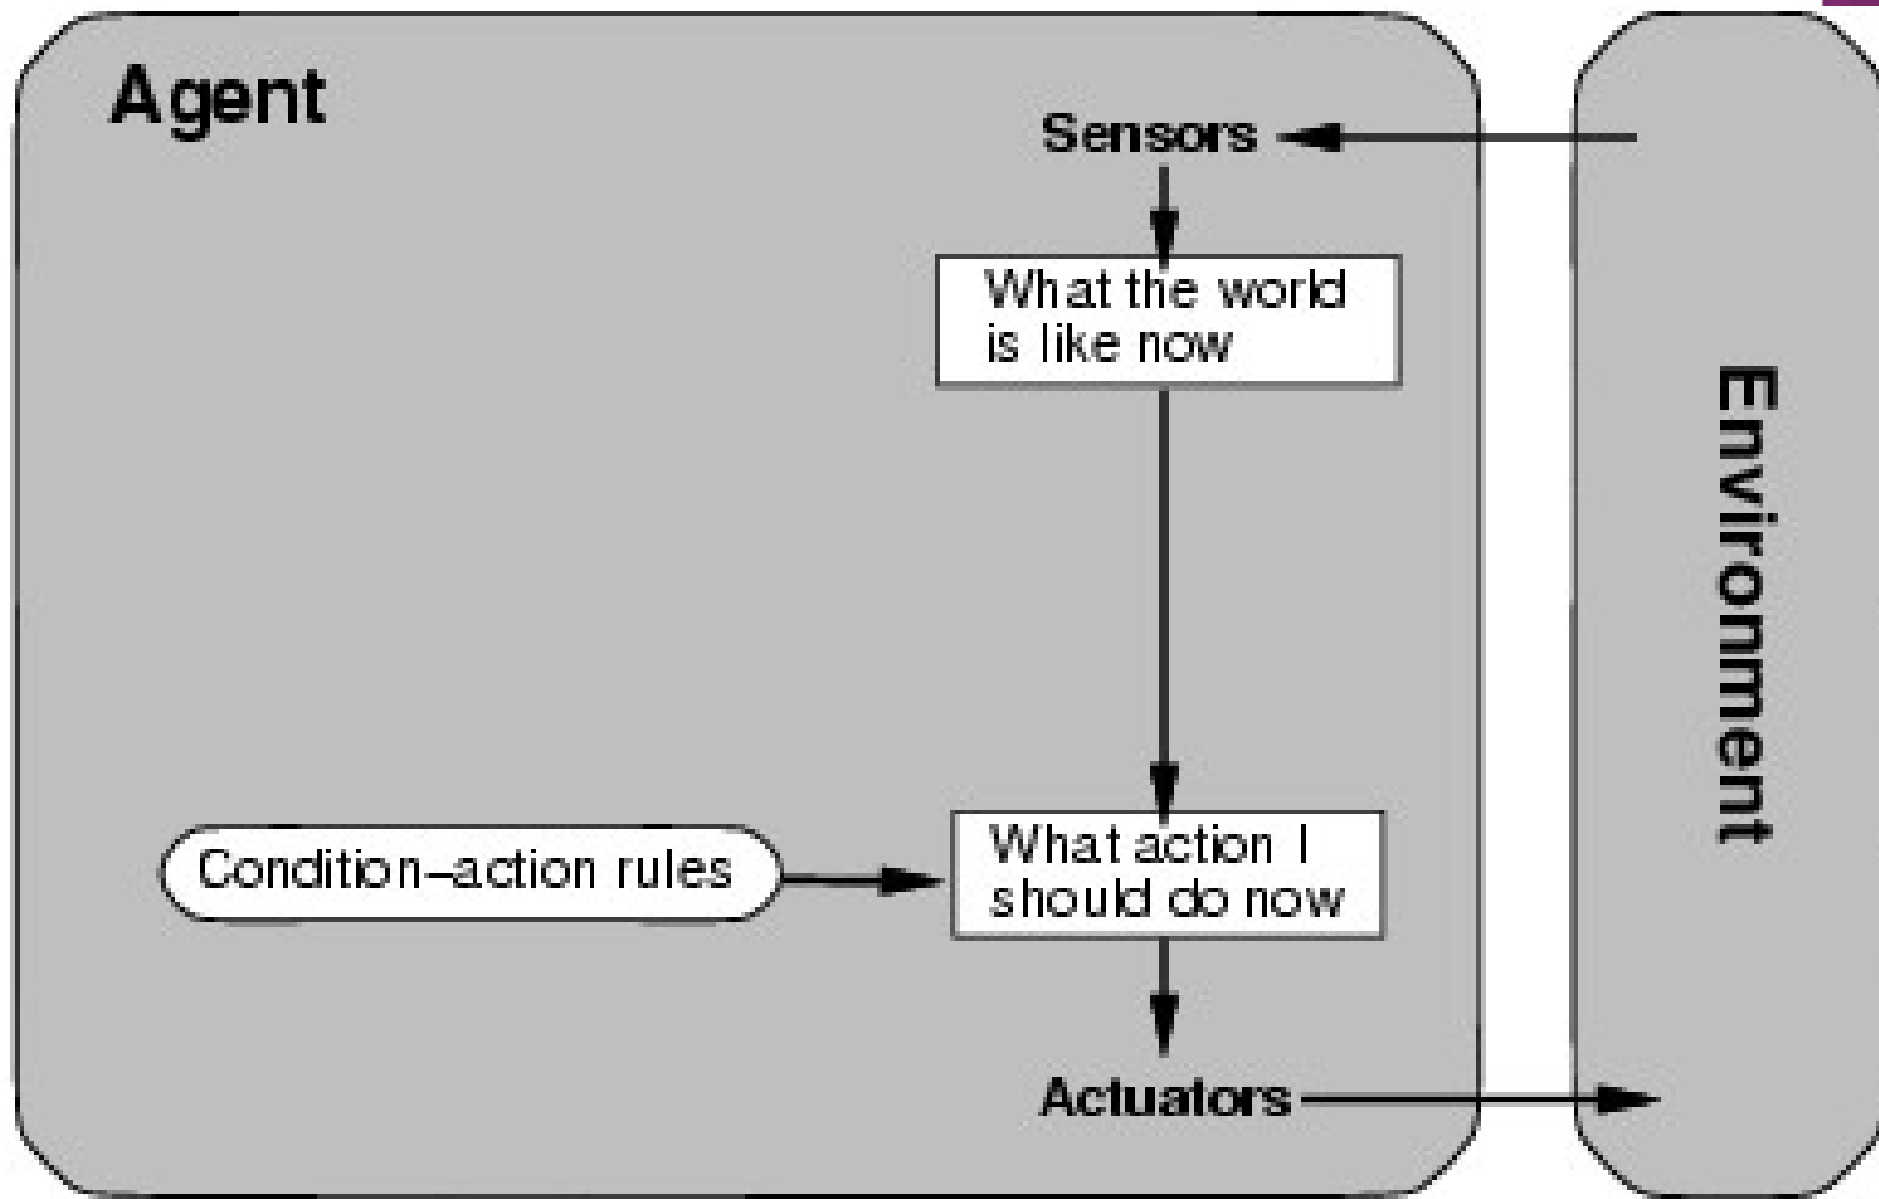 Agent
Sensors
What the world
is like now
Environment
Condition–action rules
What action I
should do now
Actuators